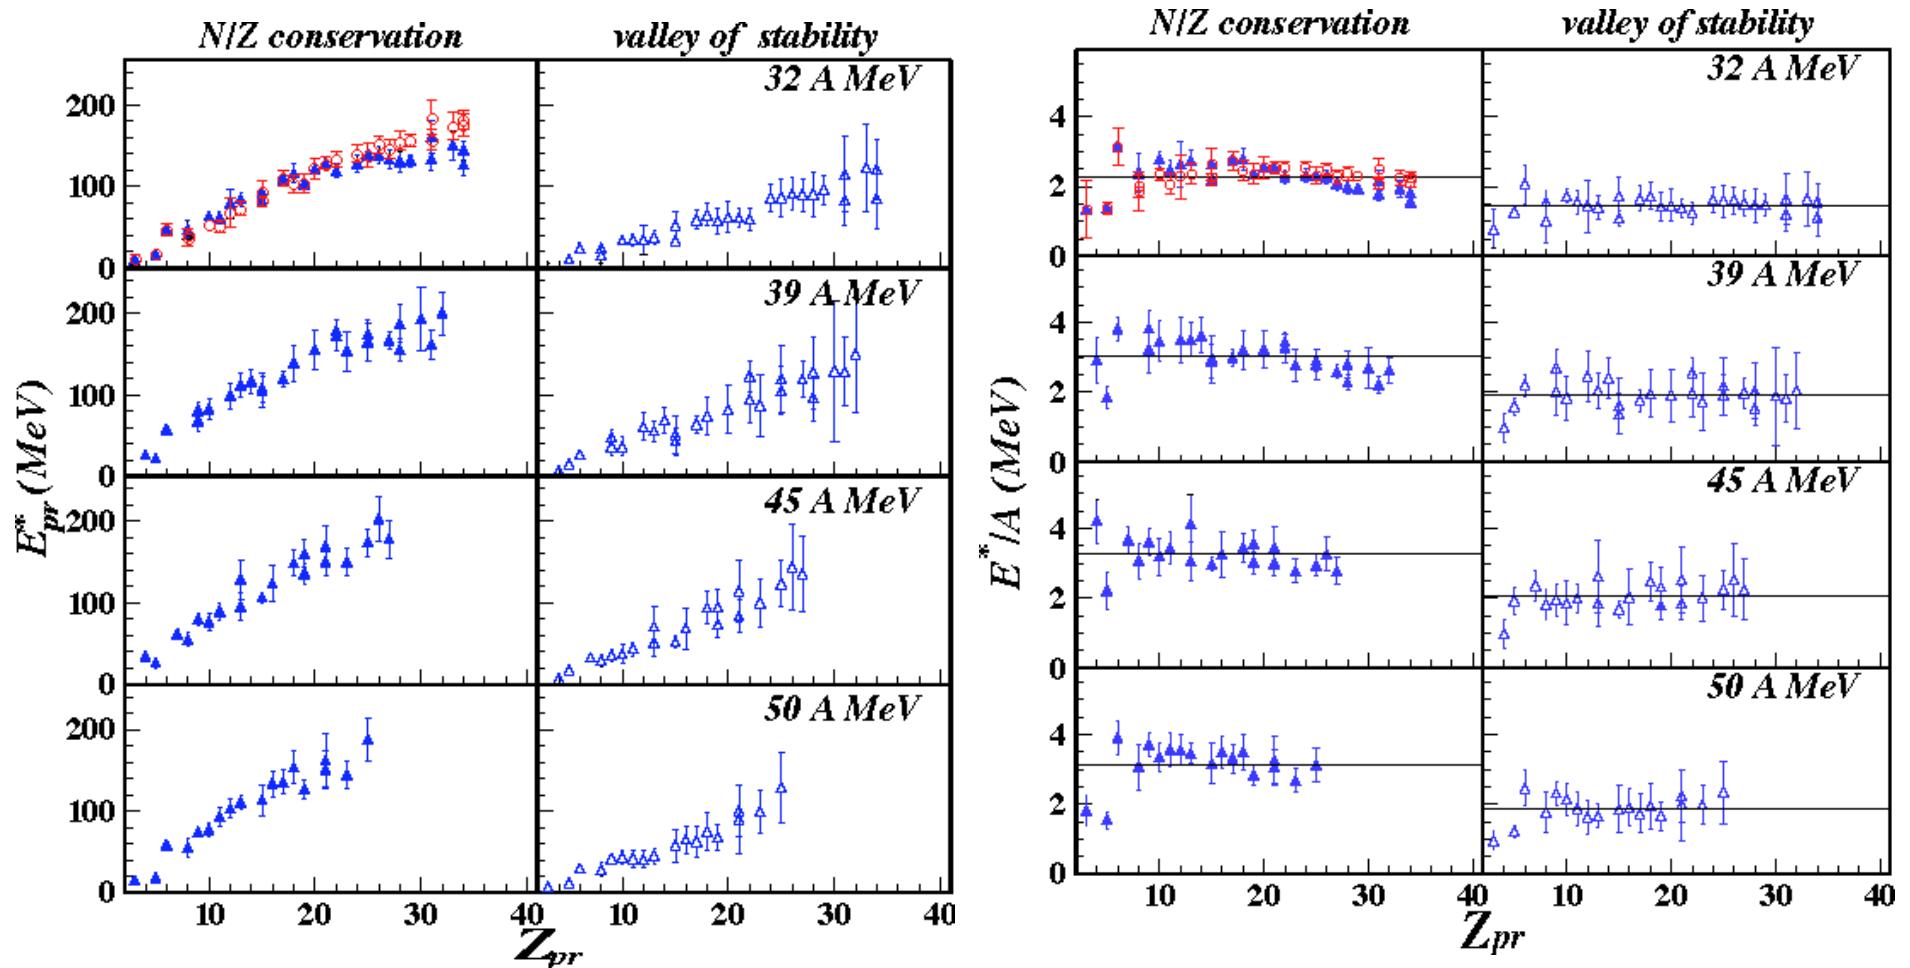 N/Z conservation
valley of stability
32 A MeV
200
100
0
39 A MeV
200
100
0
45 A MeV
200
100
0
50 A MeV
200
100
0
10
20
30
40
10
20
30
40
E*pr (MeV)
Zpr
N/Z conservation
valley of stability
32 A MeV
4
2
0
39 A MeV
4
2
0
45 A MeV
4
2
0
50 A MeV
4
2
0
10
20
30
40
10
20
30
40
E*/A (MeV)
Zpr